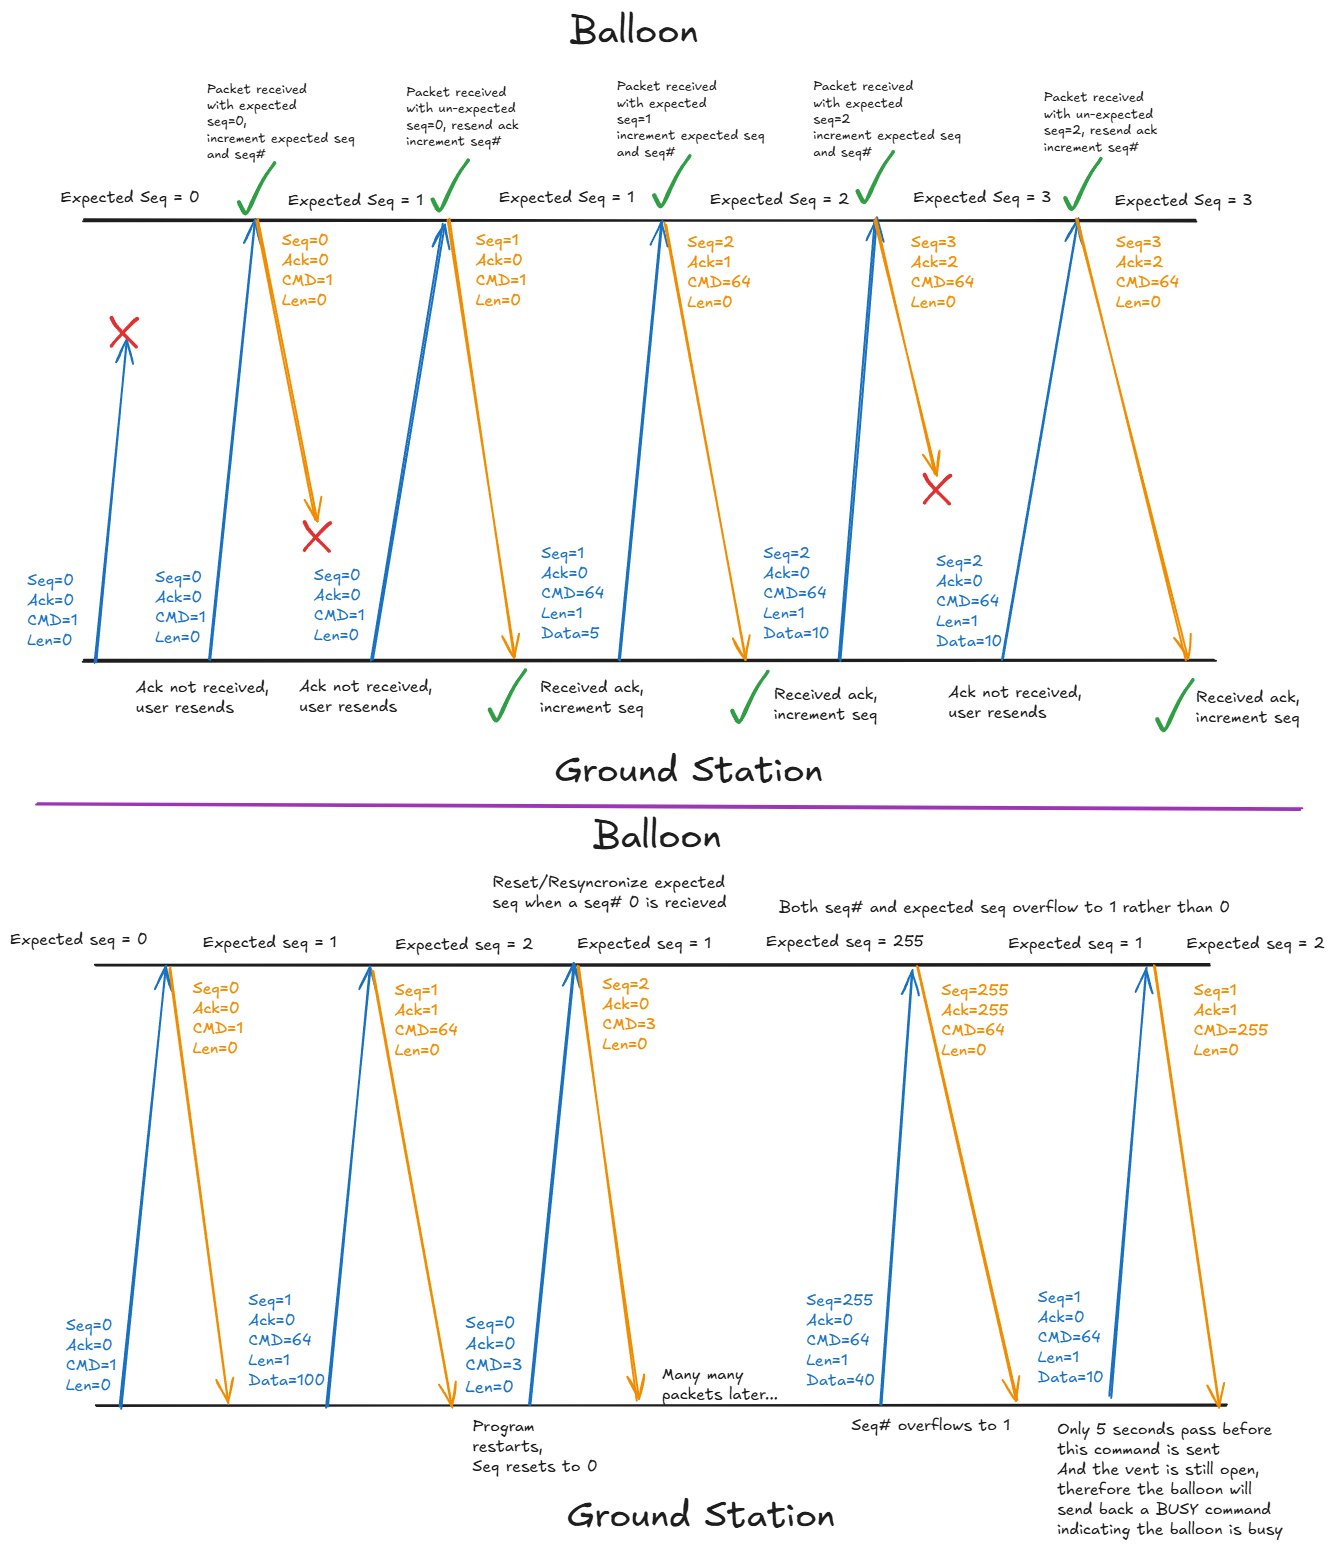 Balloon
Packet received
with expected
seq=0,
increment expected seq
and seq#
Packet received
with un-expected
seq=0, resend ack
increment seq#
Packet received
with expected
seq=1
increment expected seq
and seq#
Packet received
with expected
seq=2
increment expected seq
and seq#
Packet received
with un-expected
seq=2, resend ack
increment seq#
Expected Seq = 0
Expected Seq = 1
Expected Seq = 1
Expected Seq = 2
Expected Seq = 3
Expected Seq = 3
Seq=0
Ack=0
CMD=1
Len=0
Seq=1
Ack=0
CMD=1
Len=0
Seq=2
Ack=1
CMD=64
Len=0
Seq=3
Ack=2
CMD=64
Len=0
Seq=3
Ack=2
CMD=64
Len=0
Seq=0
Ack=0
CMD=1
Len=0
Seq=0
Ack=0
CMD=1
Len=0
Seq=0
Ack=0
CMD=1
Len=0
Seq=1
Ack=0
CMD=64
Len=1
Data=5
Seq=2
Ack=0
CMD=64
Len=1
Data=10
Seq=2
Ack=0
CMD=64
Len=1
Data=10
Ack not received,
user resends
Ack not received,
user resends
Received ack,
increment seq
Received ack,
increment seq
Ack not received,
user resends
Received ack,
increment seq
Ground Station
Balloon
Reset/Resyncronize expected
seq when a seq# 0 is recieved
Both seq# and expected seq overflow to 1 rather than 0
Expected seq = 0
Expected seq = 1
Expected seq = 2
Expected seq = 1
Expected seq = 255
Expected seq = 1
Expected seq = 2
Seq=0
Ack=0
CMD=1
Len=0
Seq=1
Ack=1
CMD=64
Len=0
Seq=2
Ack=0
CMD=3
Len=0
Seq=255
Ack=255
CMD=64
Len=0
Seq=1
Ack=1
CMD=255
Len=0
Seq=0
Ack=0
CMD=1
Len=0
Seq=1
Ack=0
CMD=64
Len=1
Data=100
Seq=0
Ack=0
CMD=3
Len=0
Many many
packets later...
Seq=255
Ack=0
CMD=64
Len=1
Data=40
Seq=1
Ack=0
CMD=64
Len=1
Data=10
Program
restarts,
Seq resets to 0
Seq# overflows to 1
Only 5 seconds pass before
this command is sent
And the vent is still open,
therefore the balloon will
send back a BUSY command
indicating the balloon is busy
Ground Station